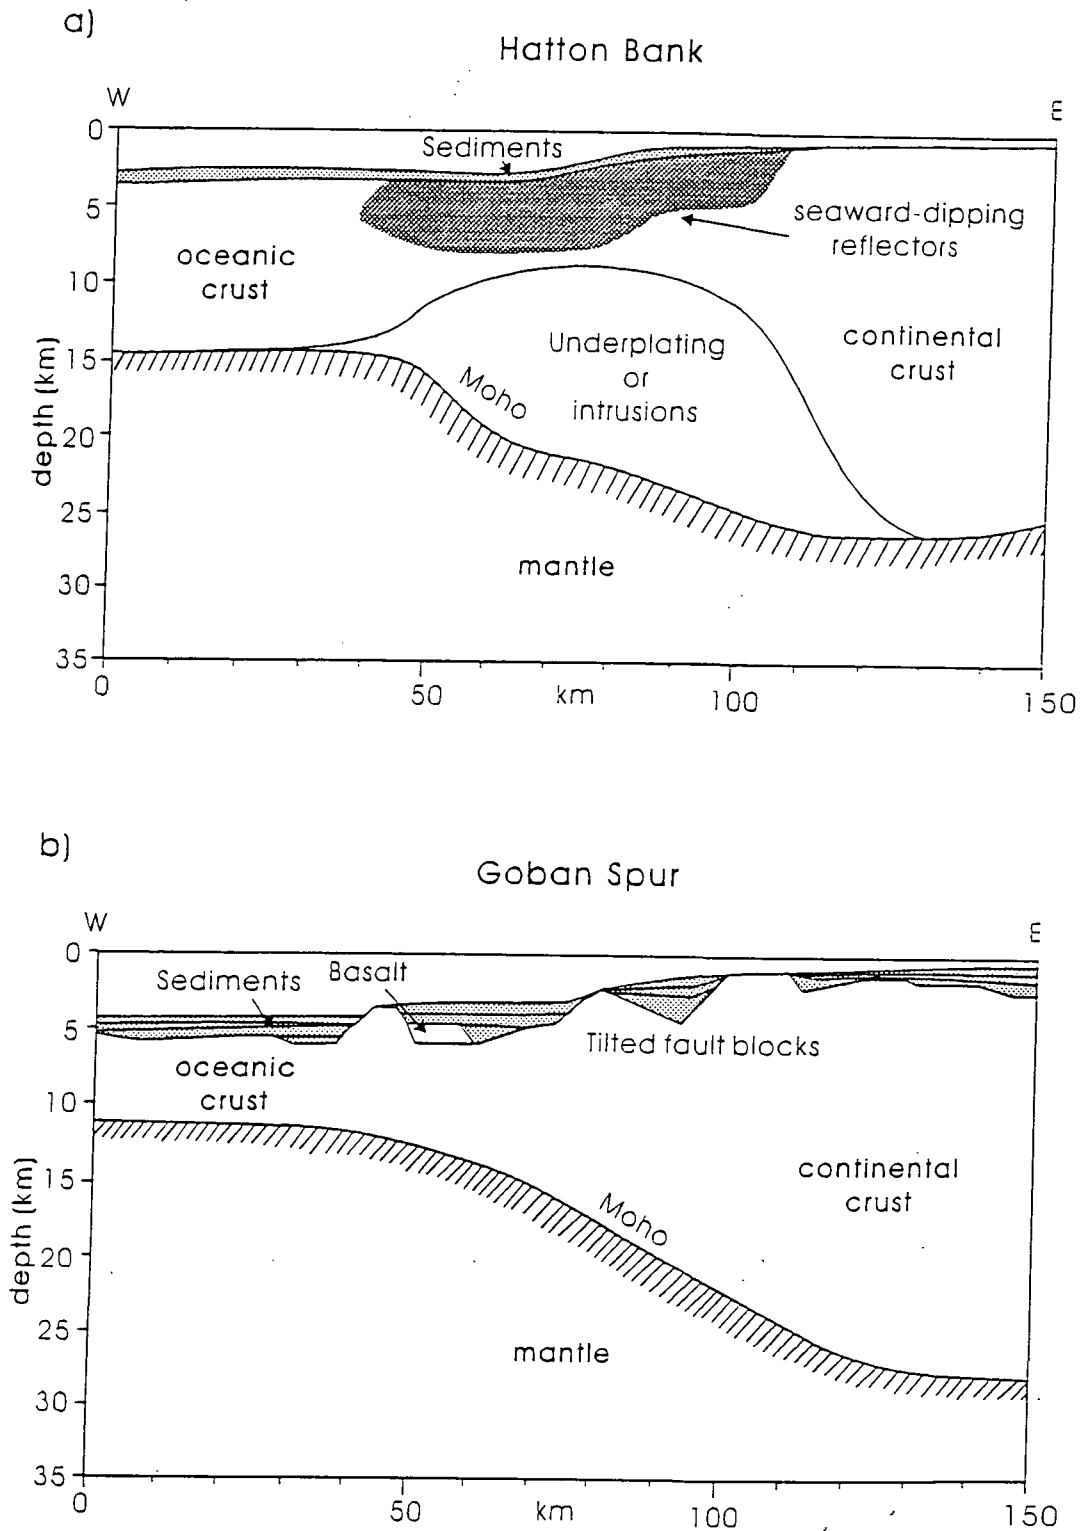 a)
Hatton Bank
W
E
0
Sediments
5
seaward-dipping
reflectors
oceanic
crust
10
continental
crust
Underplating
or
intrusions
15
Moho
depth (km)
20
25
mantle
30
35
0
50
km
100
150
b)
Goban Spur
W
E
0
Sediments
Basalt
5
Tilted fault blocks
oceanic
crust
10
continental
crust
15
Moho
depth (km)
20
25
mantle
30
35
0
50
km
100
150